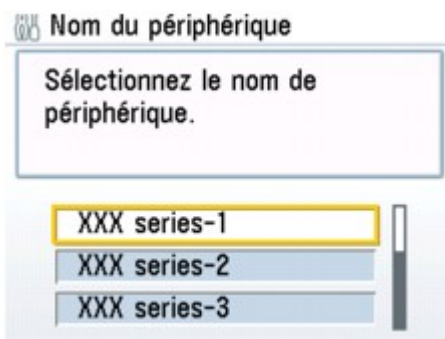 Nom du périphérique
Sélectionnez le nom de
périphérique.
XXX series-1
XXX series-2
XXX series-3